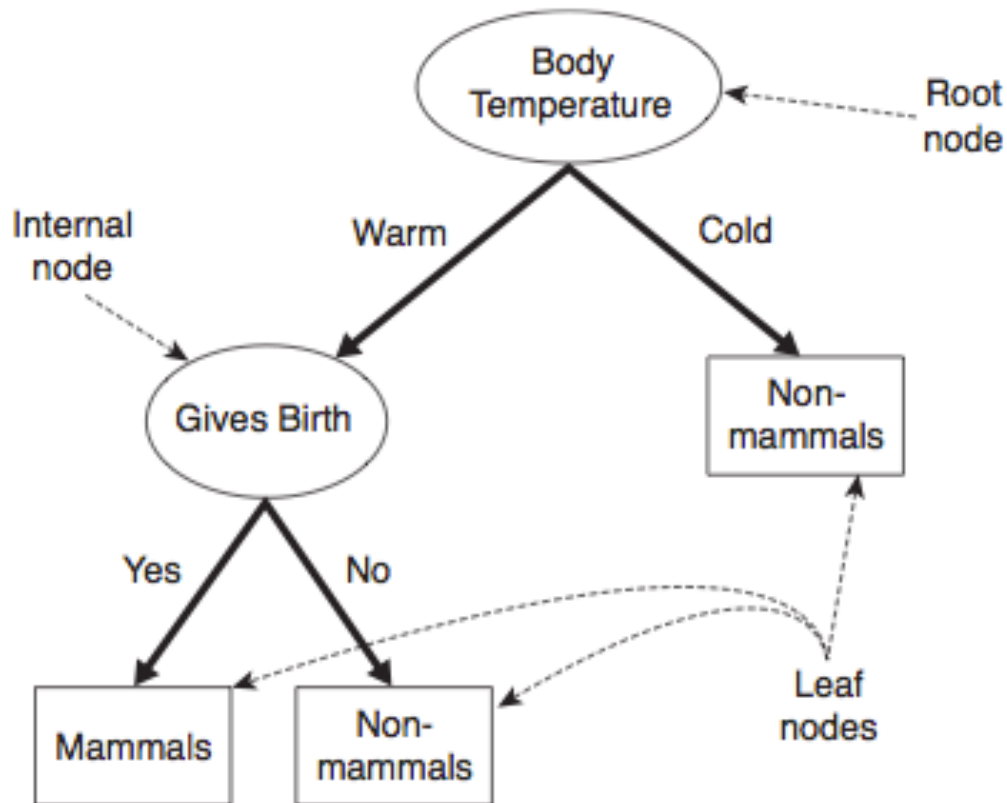 Body
Temperature
Root
node
Internal
node
Warm
Cold
Gives Birth
Non-
mammals
Yes
No
Mammals
Non-
mammals
Leaf
nodes